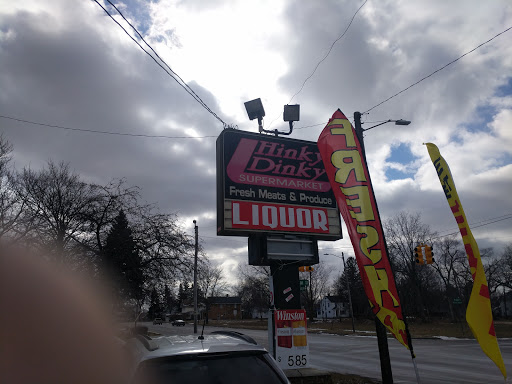 Hinky
Dinky
SUPERMARKET
Fresh Meats & Produce
LIQUOR
FRESH
Winston
585